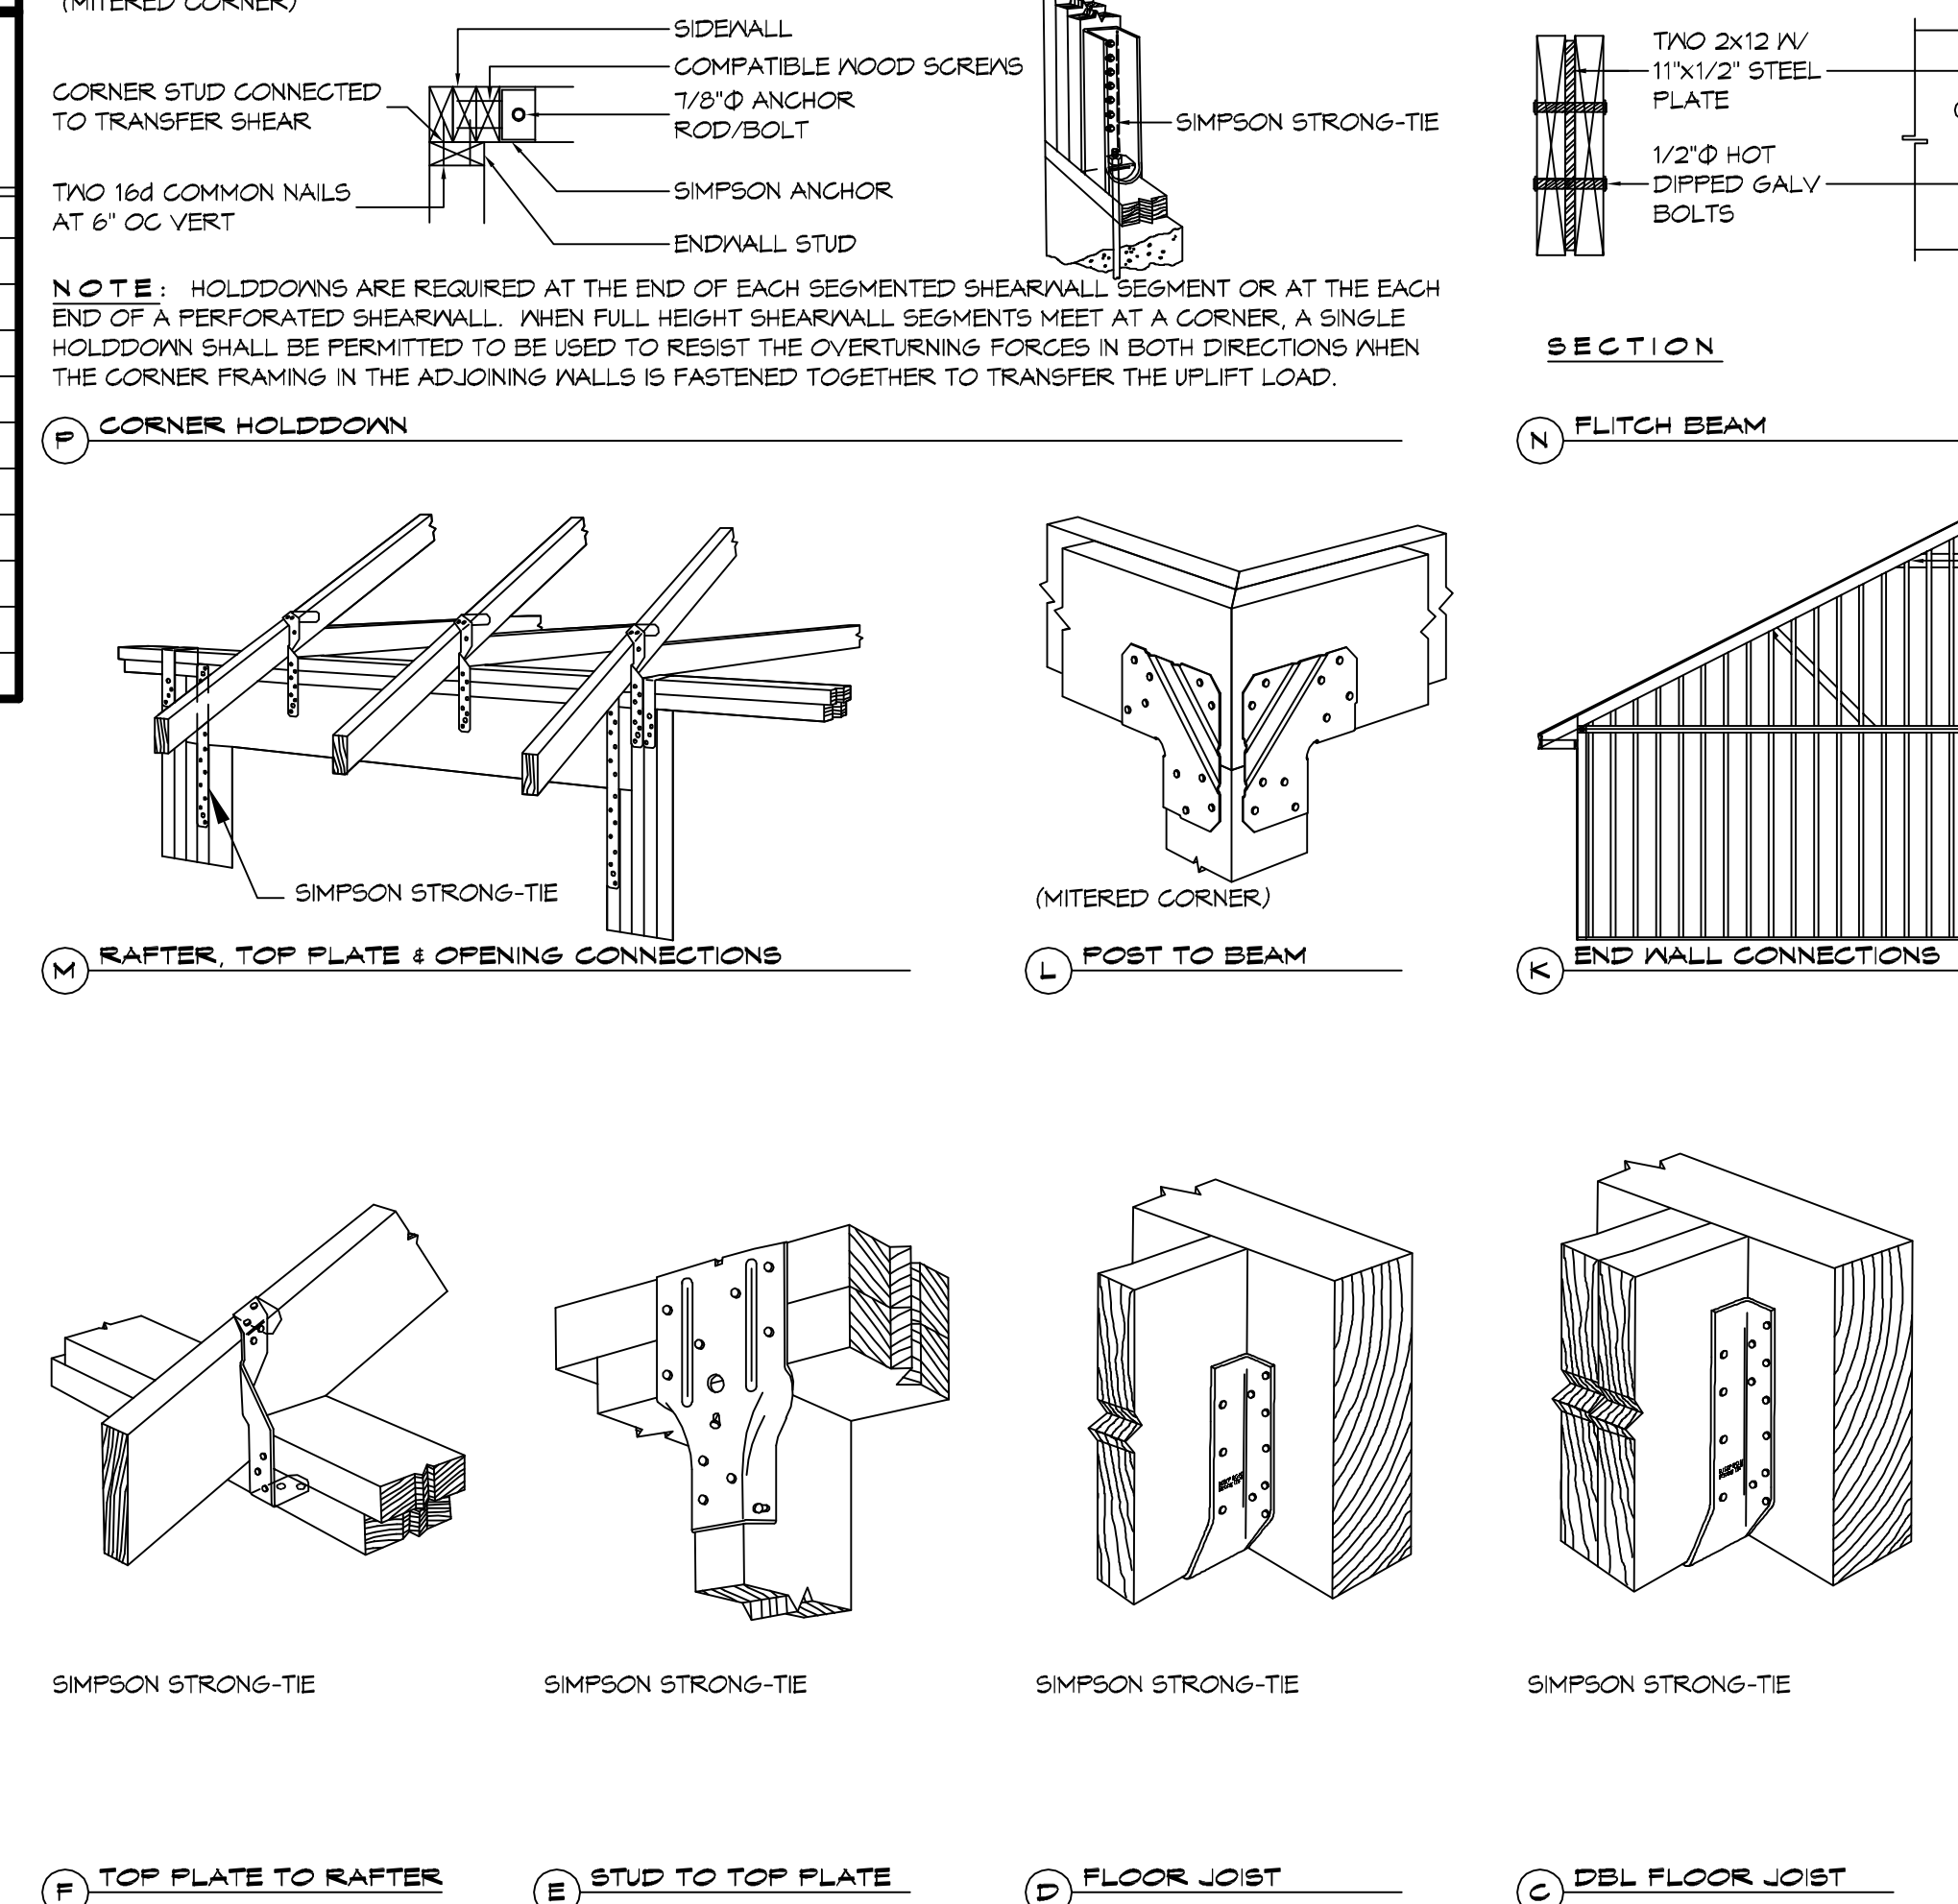 (MITERED CORNER)
SIDEWALL
COMPATIBLE WOOD SCREWS
7/8"Φ ANCHOR
ROD/BOLT
SIMPSON ANCHOR
ENDWALL STUD
CORNER STUD CONNECTED
TO TRANSFER SHEAR
TWO 16d COMMON NAILS
AT 6" OC VERT
SIMPSON STRONG-TIE
NOTE: HOLDDOWNS ARE REQUIRED AT THE END OF EACH SEGMENTED SHEARWALL SEGMENT OR AT THE EACH
END OF A PERFORATED SHEARWALL. WHEN FULL HEIGHT SHEARWALL SEGMENTS MEET AT A CORNER, A SINGLE
HOLDDOWN SHALL BE PERMITTED TO BE USED TO RESIST THE OVERTURNING FORCES IN BOTH DIRECTIONS WHEN
THE CORNER FRAMING IN THE ADJOINING WALLS IS FASTENED TOGETHER TO TRANSFER THE UPLIFT LOAD.
P CORNER HOLDDOWN
TWO 2x12 W/
11"x1/2" STEEL
PLATE
1/2"Φ HOT
DIPPED GALV
BOLTS
SECTION
N FLITCH BEAM
SIMPSON STRONG-TIE
M RAFTER, TOP PLATE & OPENING CONNECTIONS
(MITERED CORNER)
L POST TO BEAM
K END WALL CONNECTIONS
SIMPSON STRONG-TIE
F TOP PLATE TO RAFTER
SIMPSON STRONG-TIE
E STUD TO TOP PLATE
SIMPSON STRONG-TIE
D FLOOR JOIST
SIMPSON STRONG-TIE
C DBL FLOOR JOIST